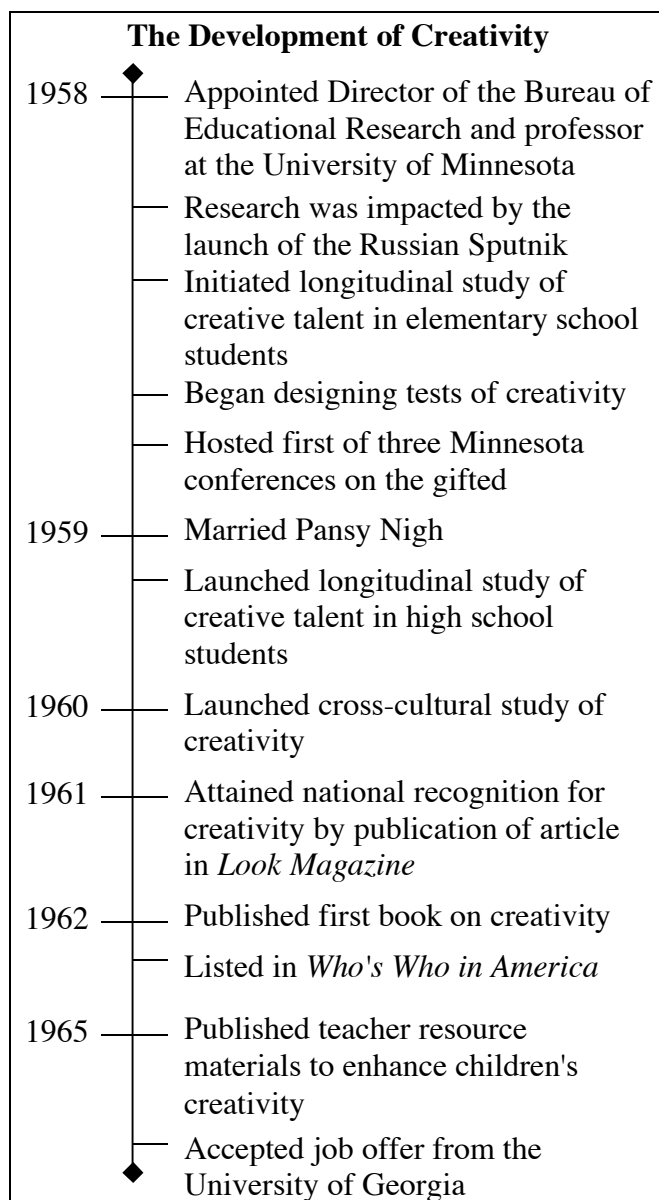 The Development of Creativity
1958 Appointed Director of the Bureau of
Educational Research and professor
at the University of Minnesota
Research was impacted by the
launch of the Russian Sputnik
Initiated longitudinal study of
creative talent in elementary school
students
Began designing tests of creativity
Hosted first of three Minnesota
conferences on the gifted
1959 Married Pansy Nigh
Launched longitudinal study of
creative talent in high school
students
1960 Launched cross-cultural study of
creativity
1961 Attained national recognition for
creativity by publication of article
in Look Magazine
1962 Published first book on creativity
Listed in Who's Who in America
1965 Published teacher resource
materials to enhance children's
creativity
Accepted job offer from the
University of Georgia